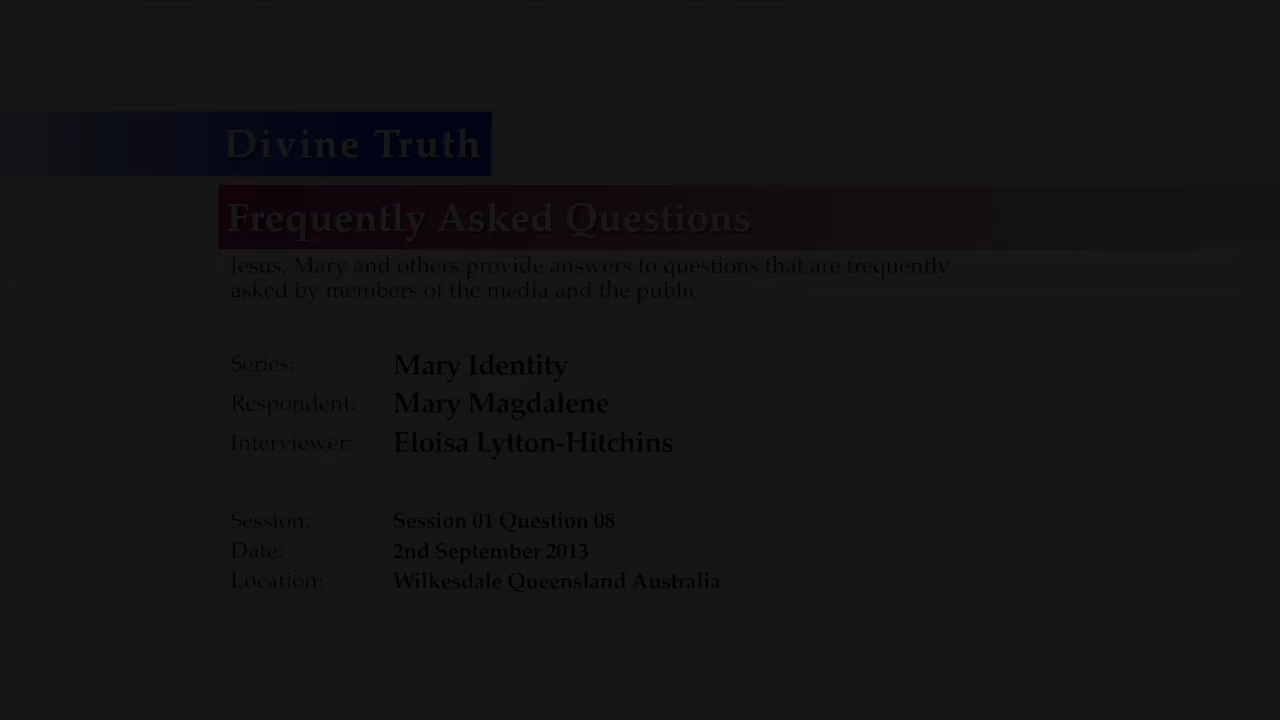 Divine Truth
Frequently Asked Questions
Jesus, Mary and others provide answers to questions that are frequently
asked by members of the media and the public
Series: Mary Identity
Respondent: Mary Magdalene
Interviewer: Eloisa Lytton-Hitchins
Session: Session 01 Question 08
Date: 2nd September 2013
Location: Wilkesdale Queensland Australia